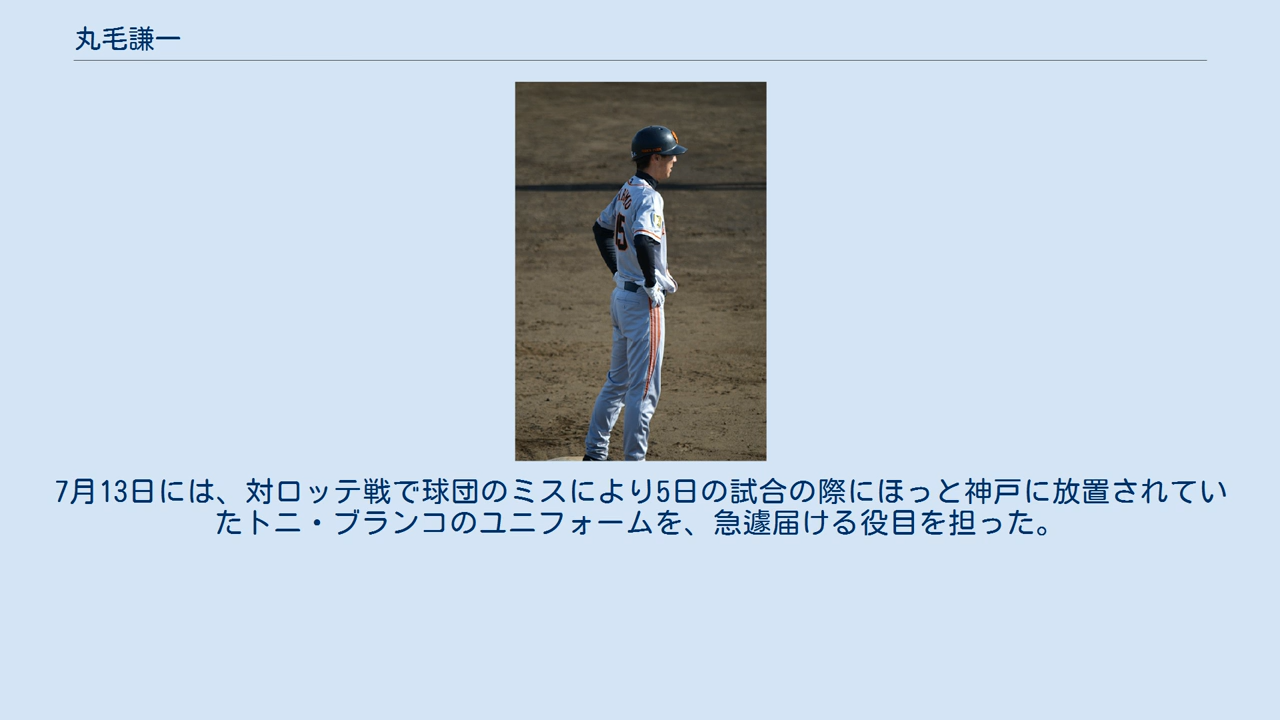 丸毛謙一
15
7月13日には、対ロッテ戦で球団のミスにより5日の試合の際にほっと神戸に放置されてい
たトニ・ブランコのユニフォームを、急遽届ける役目を担った。